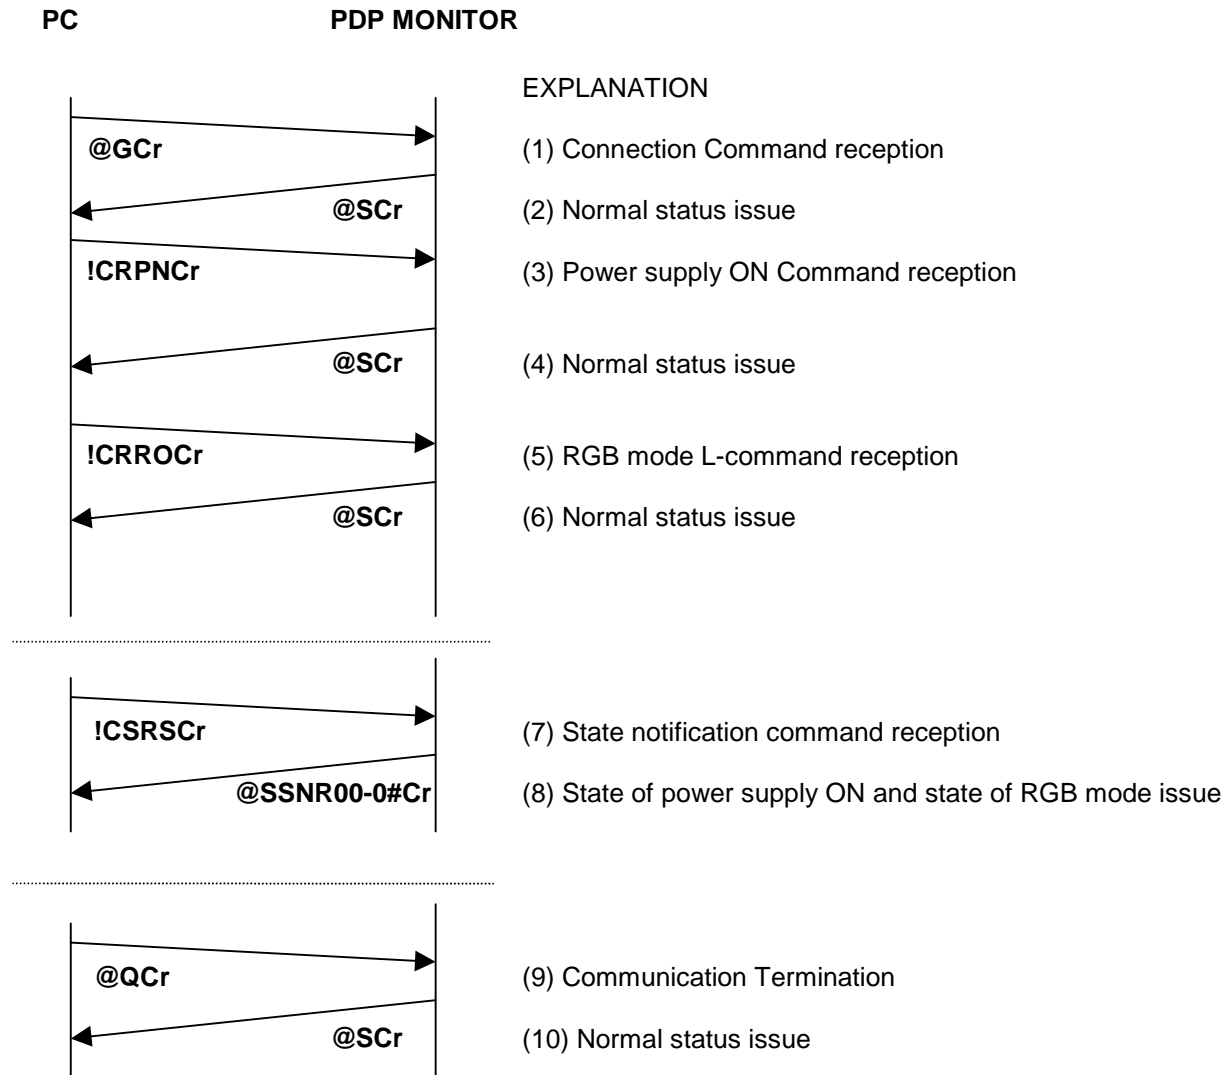 PC PDP MONITOR
EXPLANATION
@GCr (1) Connection Command reception
@SCr (2) Normal status issue
!CRPNCr (3) Power supply ON Command reception
@SCr (4) Normal status issue
!CRROCr (5) RGB mode L-command reception
@SCr (6) Normal status issue
!CSRSCr (7) State notification command reception
@SSNR00-0#Cr (8) State of power supply ON and state of RGB mode issue
@QCr (9) Communication Termination
@SCr (10) Normal status issue